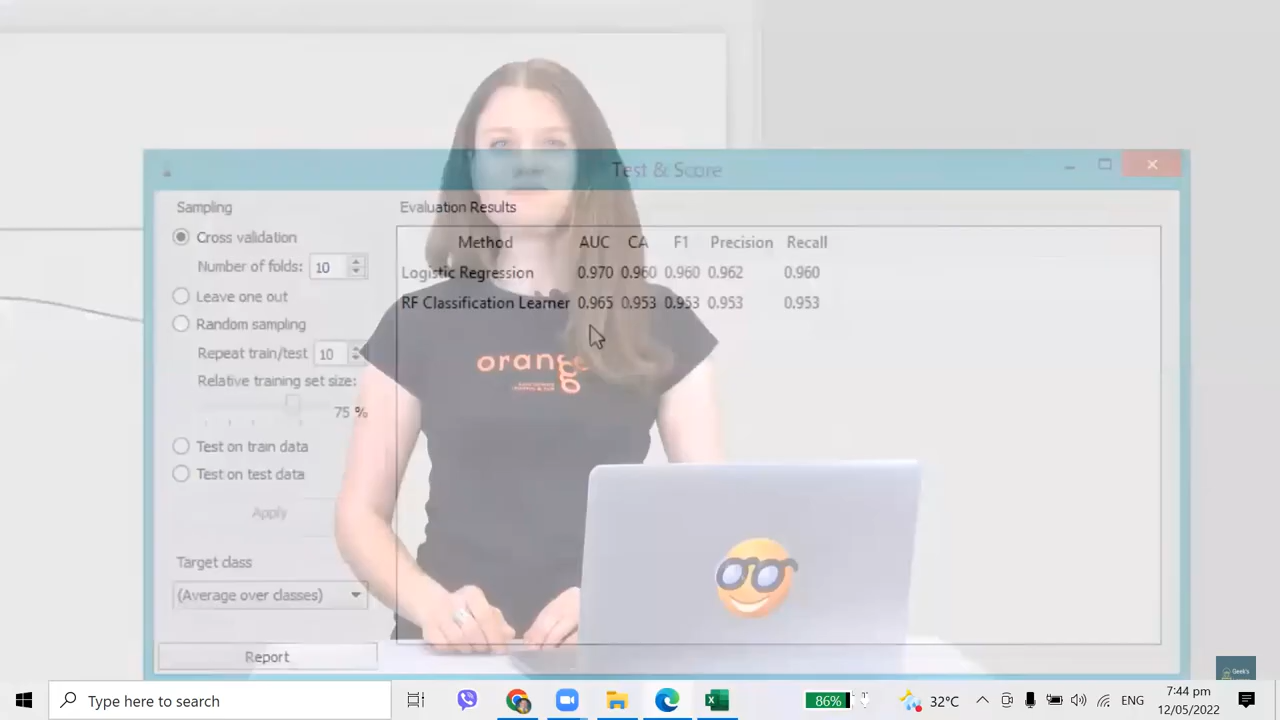 Test & Score
Sampling
Cross validation
Number of folds: 10
Leave one out
Random sampling
Repeat train/test 10
Relative training set size:
75 %
Test on train data
Test on test data
Apply
Target class
(Average over classes)
Report
Evaluation Results
Method AUC CA F1 Precision Recall
Logistic Regression 0.970 0.960 0.960 0.962 0.960
RF Classification Learner 0.965 0.953 0.953 0.953 0.953
orange
Geek's
Type here to search
86%
32°C
ENG
7:44 pm
12/05/2022